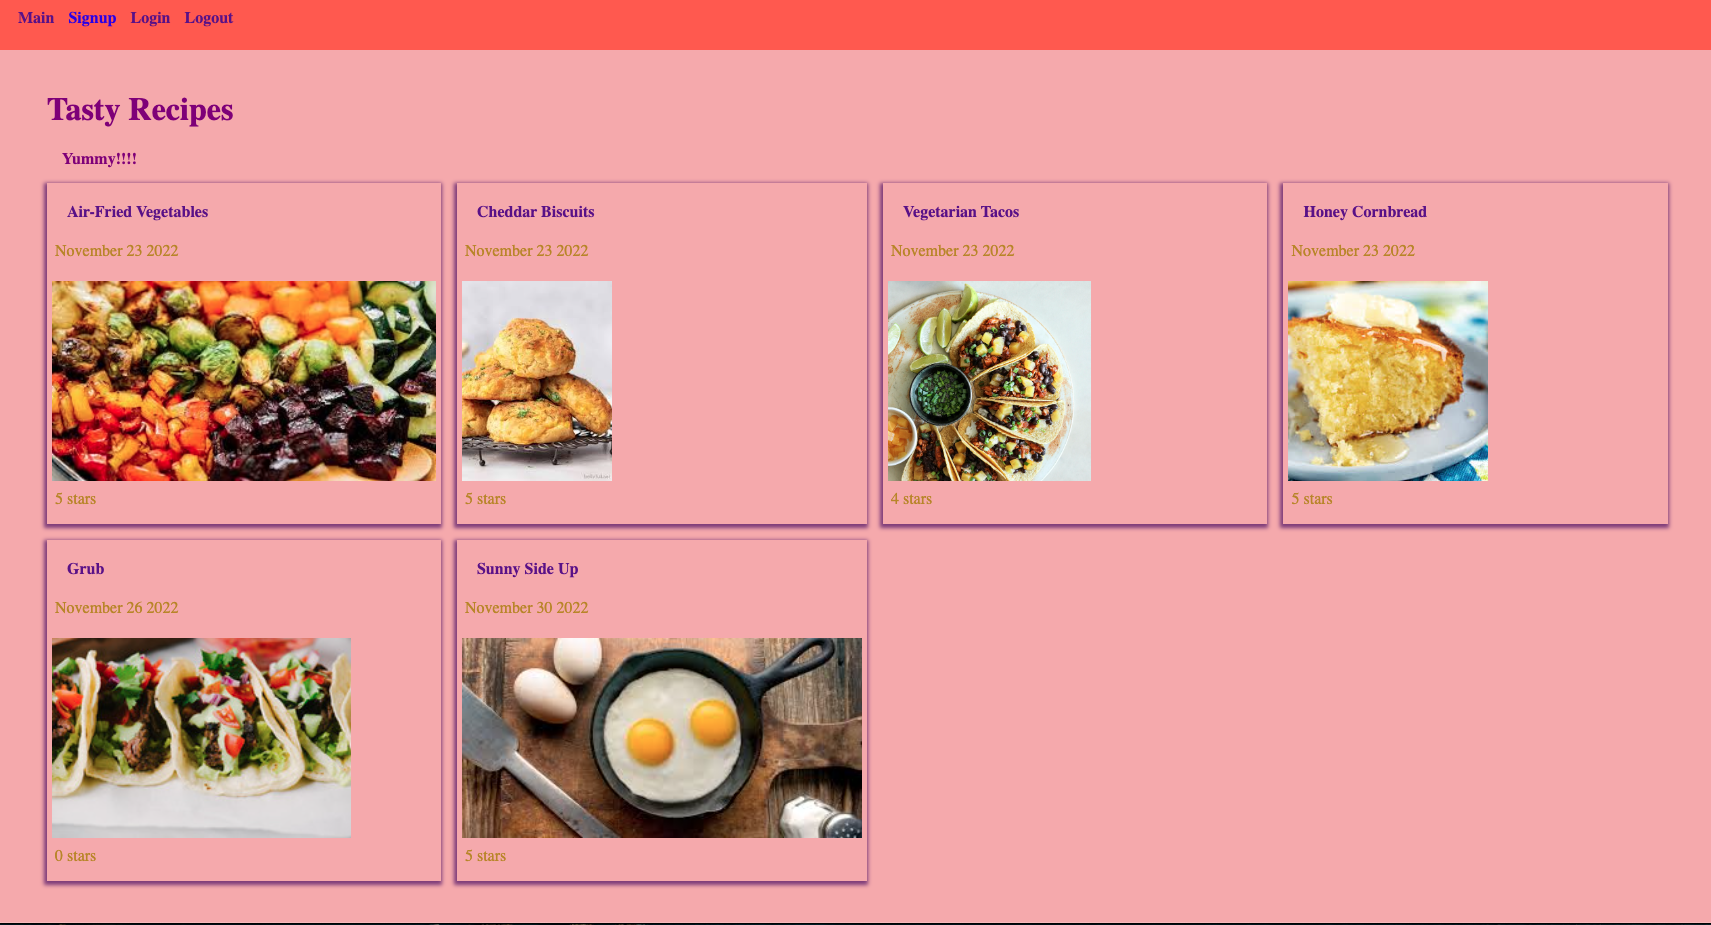 Main Signup Login Logout
Tasty Recipes
Yummy!!!!
Air-Fried Vegetables
November 23 2022
5 stars
Cheddar Biscuits
November 23 2022
5 stars
Vegetarian Tacos
November 23 2022
4 stars
Honey Cornbread
November 23 2022
5 stars
Grub
November 26 2022
0 stars
Sunny Side Up
November 30 2022
5 stars